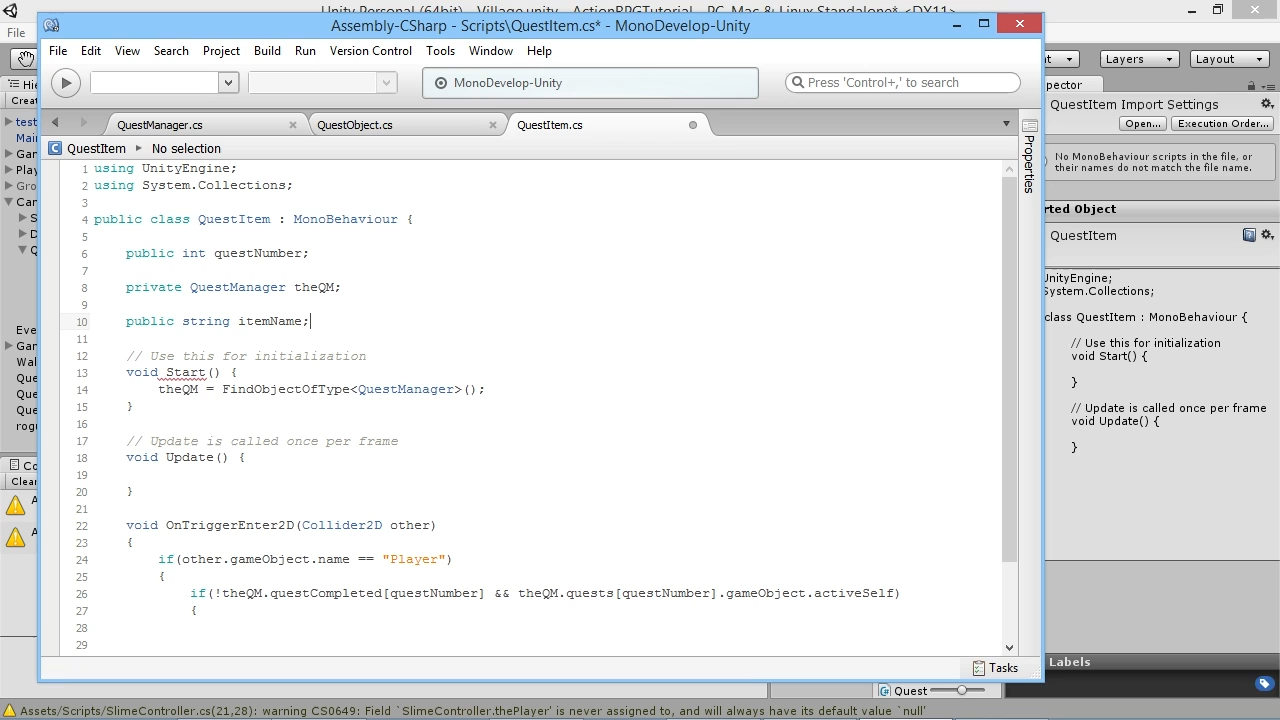 Unity Personal (64bit) - Village.unity - ActionRPGTutorial - PC, Mac & Linux Standalone* <DX11>
Assembly-CSharp - Scripts\QuestItem.cs* - MonoDevelop-Unity
File
File Edit View Search Project Build Run Version Control Tools Window Help
Layers Layout
MonoDevelop-Unity
Press 'Control+,' to search
QuestManager.cs
QuestObject.cs
QuestItem.cs
QuestItem No selection
Properties
1 using UnityEngine;
2 using System.Collections;
3
4 public class QuestItem : MonoBehaviour {
5
6 public int questNumber;
7
8 private QuestManager theQM;
9
10 public string itemName;
11
12 // Use this for initialization
13 void Start() {
14 theQM = FindObjectOfType<QuestManager>();
15 }
16
17 // Update is called once per frame
18 void Update() {
19
20 }
21
22 void OnTriggerEnter2D(Collider2D other)
23 {
24 if(other.gameObject.name == "Player")
25 {
26 if(!theQM.questCompleted[questNumber] && theQM.quests[questNumber].gameObject.activeSelf)
27 {
28
29
Tasks
Hie
Creat
test
Mai
Gam
Play
Gro
Can
S
D
Q
Eve
Gam
Wal
Que
Que
Que
rogu
Co
Clear
A
A
pector
QuestItem Import Settings
Open... Execution Order...
No MonoBehaviour scripts in the file, or
their names do not match the file name.
rted Object
QuestItem
UnityEngine;
System.Collections;
class QuestItem : MonoBehaviour {
// Use this for initialization
void Start() {
}
// Update is called once per frame
void Update() {
}
Labels
Quest
Assets/Scripts/SlimeController.cs(21,28): warning CS0649: Field `SlimeController.thePlayer' is never assigned to, and will always have its default value `null'